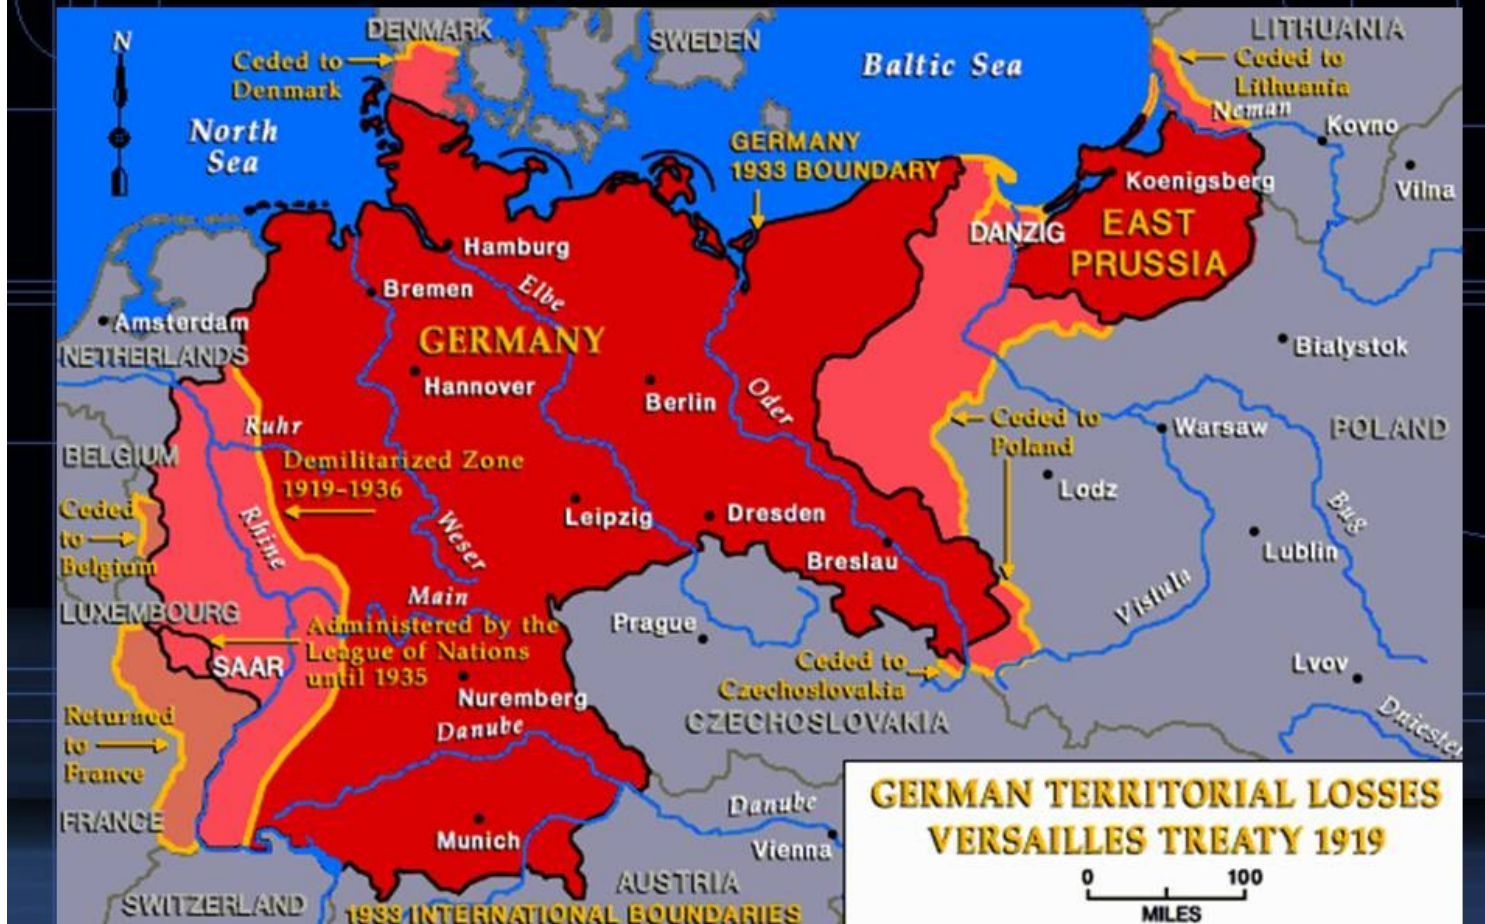 DENMARK
SWEDEN
LITHUANIA
N
Ceded to
Denmark
Baltic Sea
Ceded to
Lithuania
Neman
Kovno
North
Sea
GERMANY
1933 BOUNDARY
Koenigsberg
Vilna
DANZIG
EAST
PRUSSIA
Hamburg
Elbe
Bremen
Amsterdam
NETHERLANDS
GERMANY
Hannover
Berlin
Oder
Bialystok
Ceded to
Poland
Warsaw
POLAND
Ruhr
BELGIUM
Demilitarized Zone
1919-1936
Lodz
Ceded
to
Belgium
Rhine
Weser
Leipzig
Dresden
Breslau
Bug
Lublin
LUXEMBOURG
Main
Prague
Vistula
Administered by the
League of Nations
until 1935
SAAR
Ceded to
Czechoslovakia
Lvov
Nuremberg
CZECHOSLOVAKIA
Returned
to
France
Danube
Dniester
FRANCE
Munich
Danube
Vienna
GERMAN TERRITORIAL LOSSES
VERSAILLES TREATY 1919
0 100
MILES
SWITZERLAND
AUSTRIA
1933 INTERNATIONAL BOUNDARIES